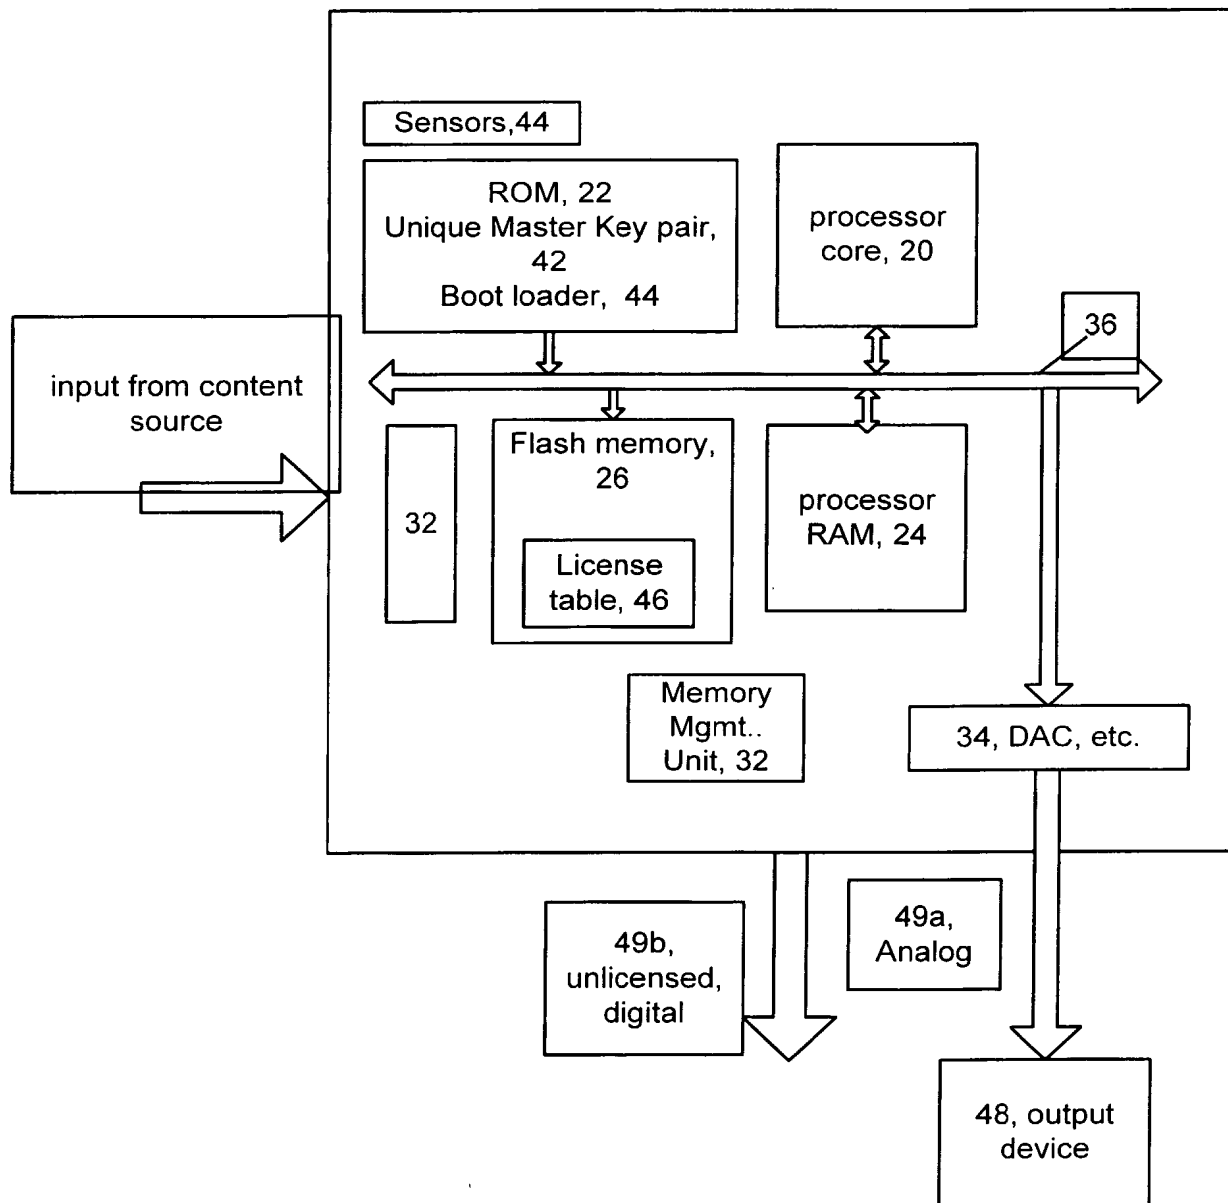 Sensors,44
ROM, 22
Unique Master Key pair,
42
Boot loader, 44
processor
core, 20
36
input from content
source
32
Flash memory,
26
License
table, 46
processor
RAM, 24
Memory
Mgmt..
Unit, 32
34, DAC, etc.
49b,
unlicensed,
digital
49a,
Analog
48, output
device